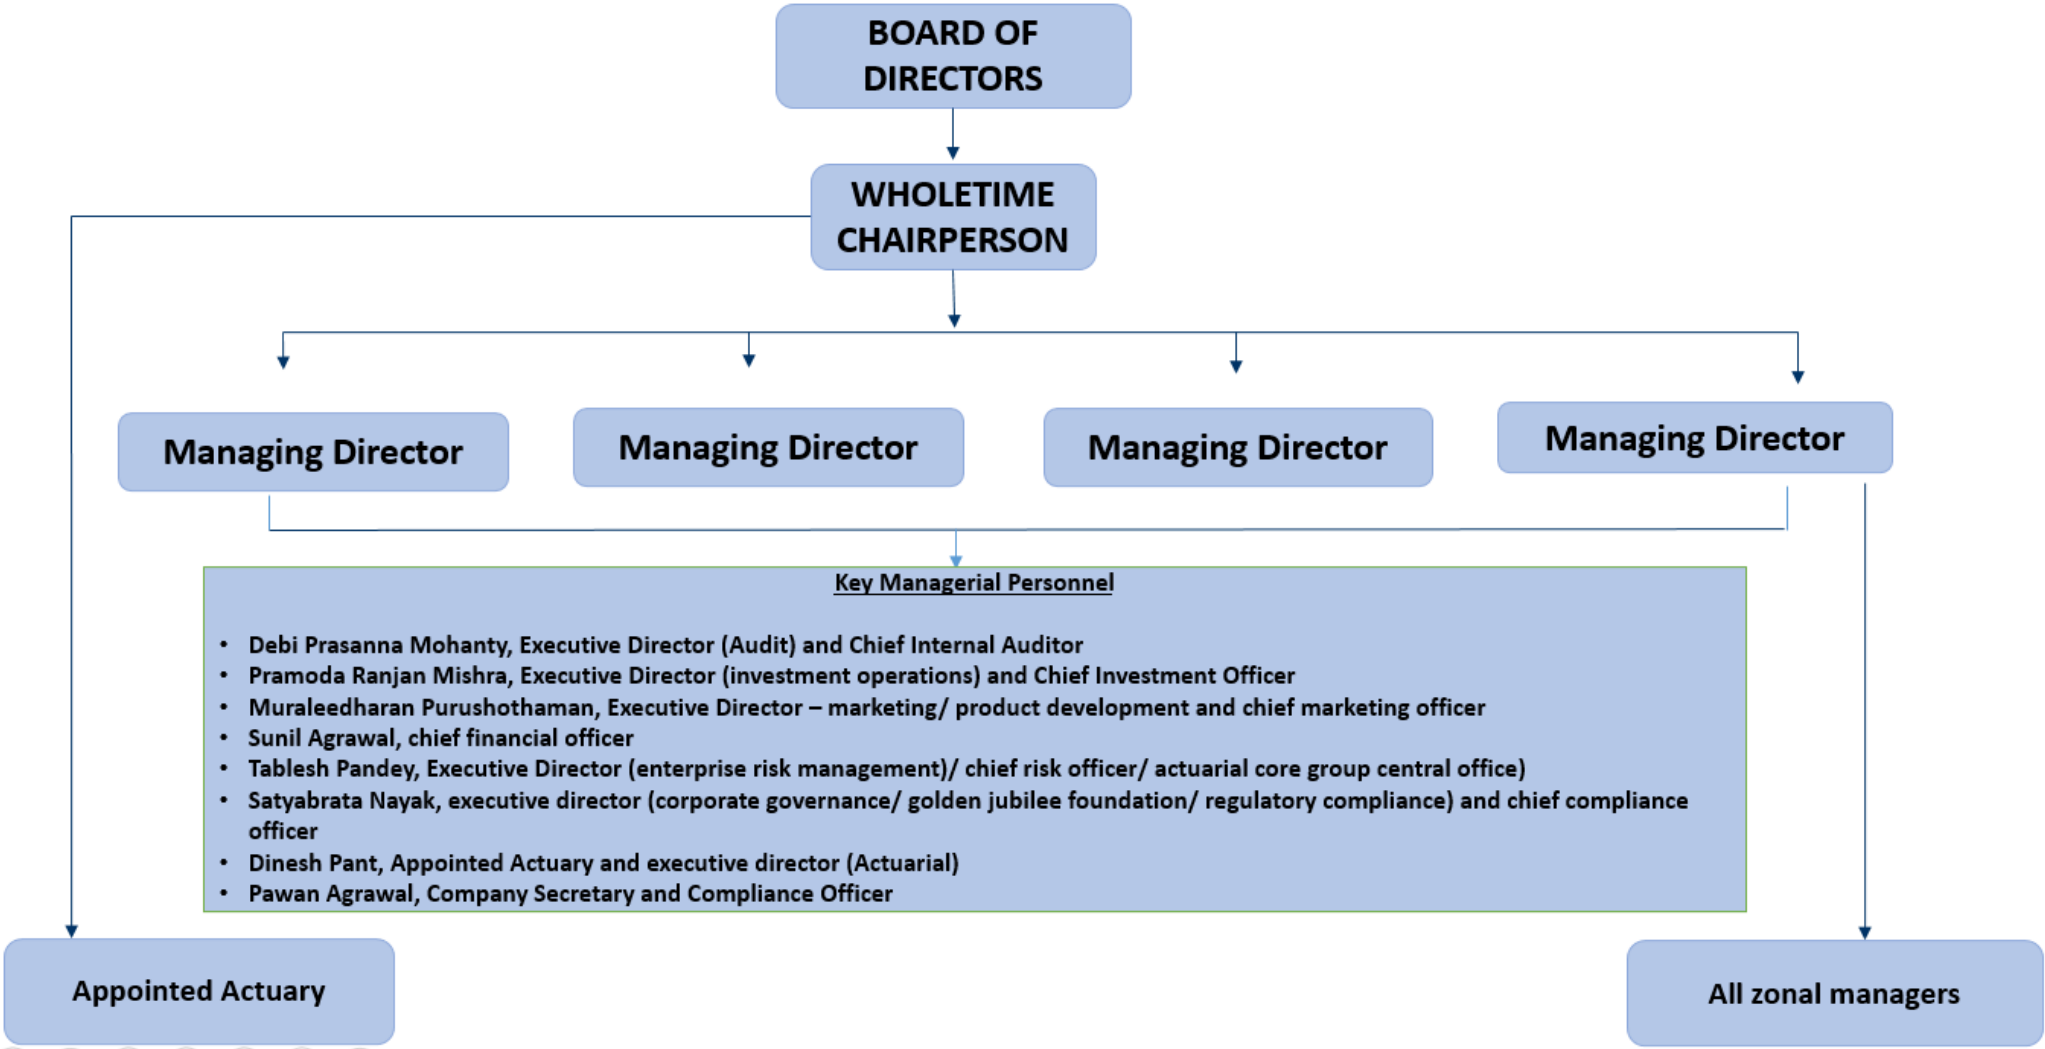 BOARD OF
DIRECTORS
WHOLETIME
CHAIRPERSON
Managing Director
Managing Director
Managing Director
Managing Director
Key Managerial Personnel
• Debi Prasanna Mohanty, Executive Director (Audit) and Chief Internal Auditor
• Pramoda Ranjan Mishra, Executive Director (investment operations) and Chief Investment Officer
• Muraleedharan Purushothaman, Executive Director – marketing/ product development and chief marketing officer
• Sunil Agrawal, chief financial officer
• Tablesh Pandey, Executive Director (enterprise risk management)/ chief risk officer/ actuarial core group central office)
• Satyabrata Nayak, executive director (corporate governance/ golden jubilee foundation/ regulatory compliance) and chief compliance
officer
• Dinesh Pant, Appointed Actuary and executive director (Actuarial)
• Pawan Agrawal, Company Secretary and Compliance Officer
Appointed Actuary
All zonal managers